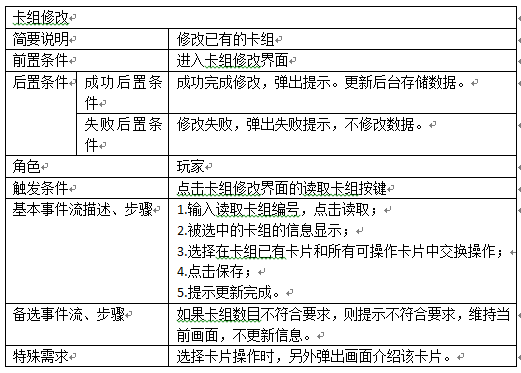 卡组修改
简要说明 修改已有的卡组
前置条件 进入卡组修改界面
后置条件 成功后置条 成功完成修改，弹出提示。更新后台存储数据。
件
失败后置条 修改失败，弹出失败提示，不修改数据。
件
角色 玩家
触发条件 点击卡组修改界面的读取卡组按键
基本事件流描述、步骤 1.输入读取卡组编号，点击读取；
2.被选中的卡组的信息显示；
3.选择在卡组已有卡片和所有可操作卡片中交换操作；
4.点击保存；
5.提示更新完成。
备选事件流、步骤 如果卡组数目不符合要求，则提示不符合要求，维持当
前画面，不更新信息。
特殊需求 选择卡片操作时，另外弹出画面介绍该卡片。